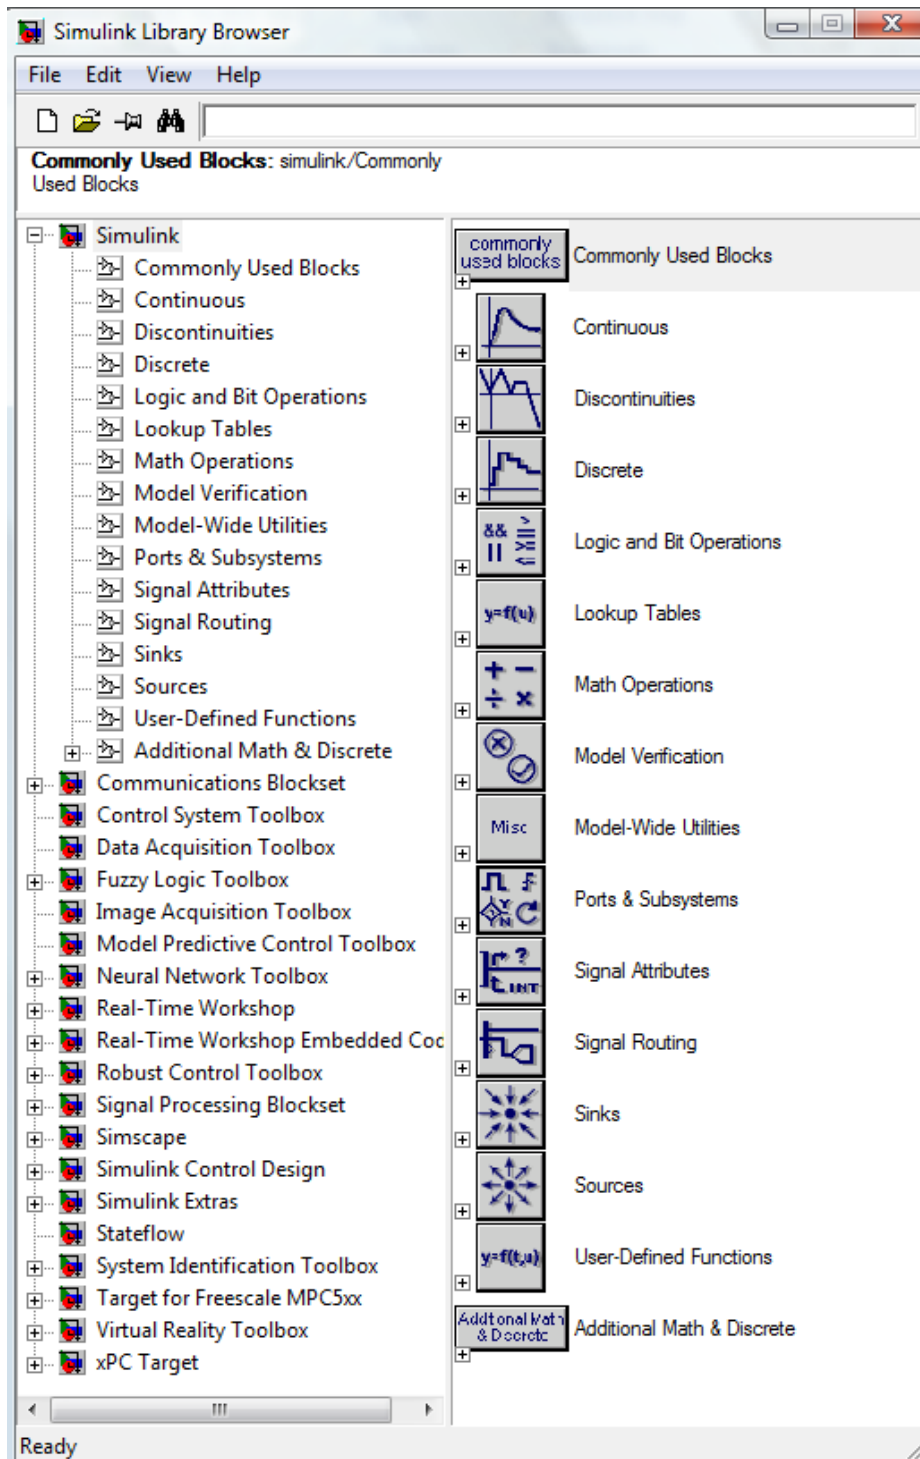 Simulink Library Browser
File Edit View Help
Commonly Used Blocks: simulink/Commonly
Used Blocks
Simulink
Commonly Used Blocks
Continuous
Discontinuities
Discrete
Logic and Bit Operations
Lookup Tables
Math Operations
Model Verification
Model-Wide Utilities
Ports & Subsystems
Signal Attributes
Signal Routing
Sinks
Sources
User-Defined Functions
Additional Math & Discrete
Communications Blockset
Control System Toolbox
Data Acquisition Toolbox
Fuzzy Logic Toolbox
Image Acquisition Toolbox
Model Predictive Control Toolbox
Neural Network Toolbox
Real-Time Workshop
Real-Time Workshop Embedded Coc
Robust Control Toolbox
Signal Processing Blockset
Simscape
Simulink Control Design
Simulink Extras
Stateflow
System Identification Toolbox
Target for Freescale MPC5xx
Virtual Reality Toolbox
xPC Target
commonly
used blocks
Commonly Used Blocks
Continuous
Discontinuities
Discrete
&& > =
|| >= <=
Logic and Bit Operations
y=f(u)
Lookup Tables
+ −
÷ ×
Math Operations
Model Verification
Misc
Model-Wide Utilities
Y
N
Ports & Subsystems
?
INT
Signal Attributes
Signal Routing
Sinks
Sources
y=f(t,u)
User-Defined Functions
Additional Math
& Discrete
Additional Math & Discrete
Ready